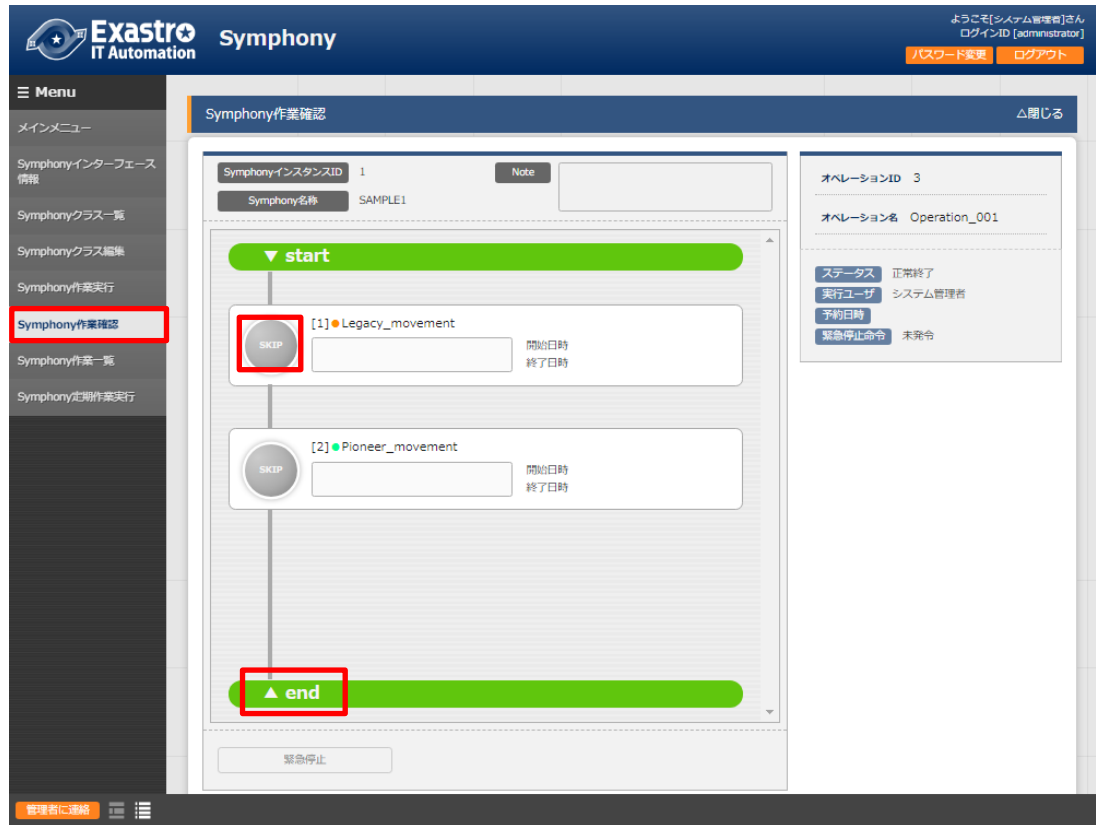 Exastro
IT Automation
Symphony
ようこそ[システム管理者]さん
ログインID [administrator]
パスワード変更
ログアウト
Menu
メインメニュー
Symphonyインターフェース
情報
Symphonyクラス一覧
Symphonyクラス編集
Symphony作業実行
Symphony作業確認
Symphony作業一覧
Symphony定期作業実行
Symphony作業確認
△閉じる
SymphonyインスタンスID 1
Note
Symphony名称 SAMPLE1
▼ start
SKIP
[1]●Legacy_movement
開始日時
終了日時
SKIP
[2]●Pioneer_movement
開始日時
終了日時
▲ end
緊急停止
オペレーションID 3
オペレーション名 Operation_001
ステータス 正常終了
実行ユーザ システム管理者
予約日時
緊急停止命令 未発令
管理者に連絡